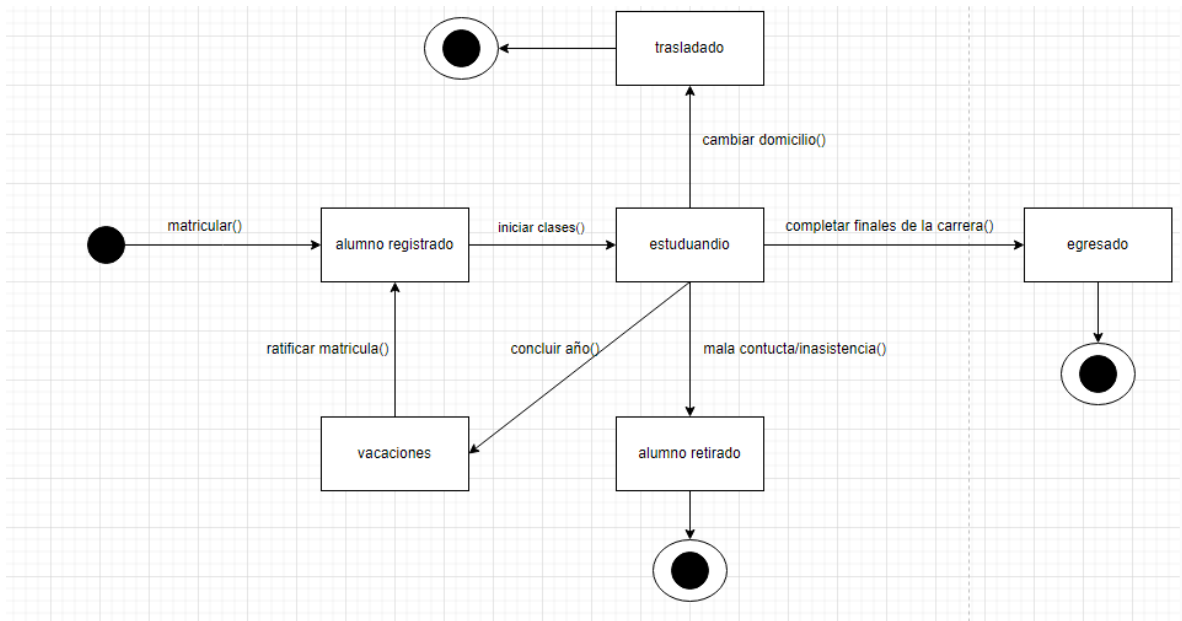 trasladado
cambiar domicilio()
matricular()
alumno registrado
iniciar clases()
estuduandio
completar finales de la carrera()
egresado
ratificar matricula()
concluir año()
mala contucta/inasistencia()
vacaciones
alumno retirado